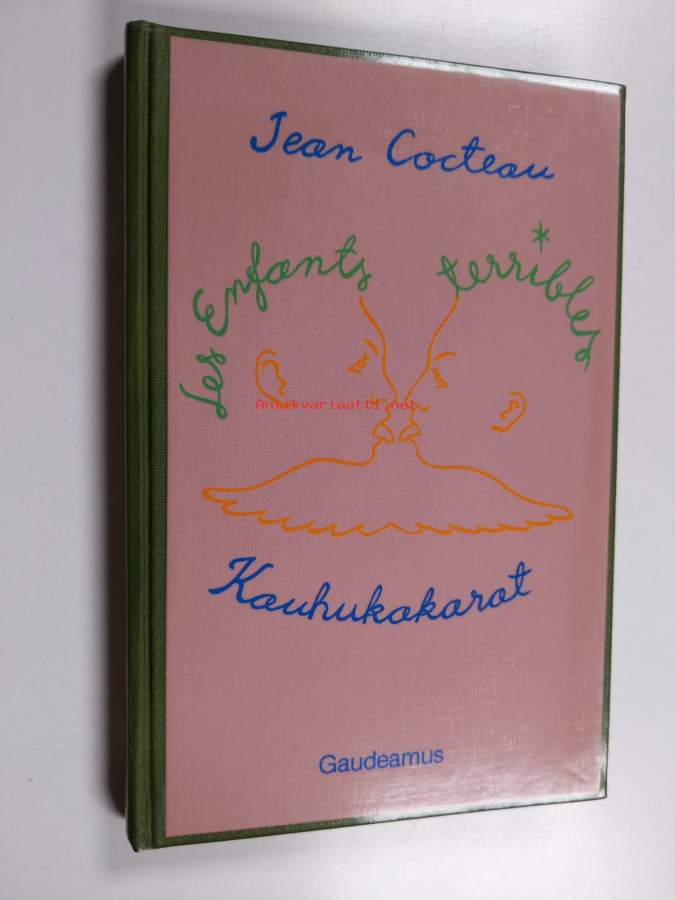 Jean Cocteau
Les Enfants terribles
Antikvariaatti.net
Kauhukakarat
Gaudeamus